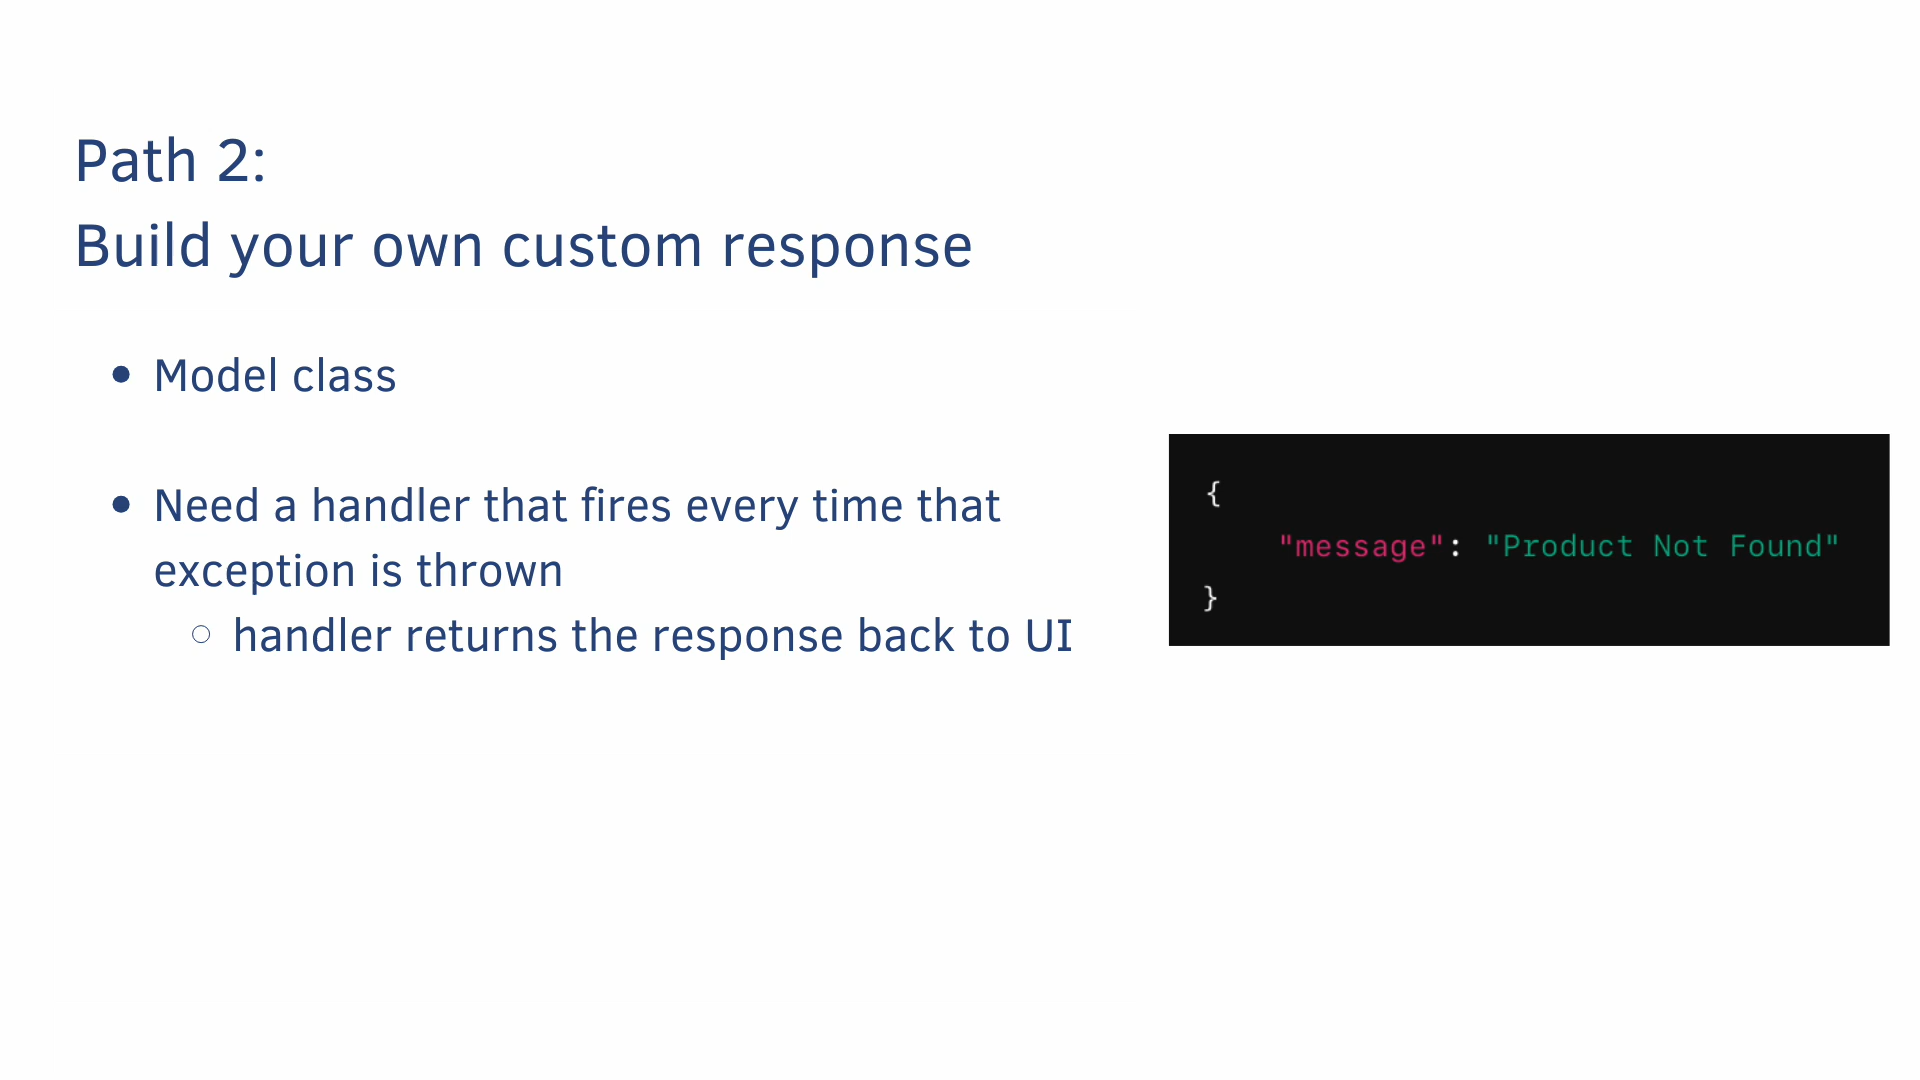 Path 2:
Build your own custom response
• Model class
• Need a handler that fires every time that
exception is thrown
○ handler returns the response back to UI
{
"message": "Product Not Found"
}